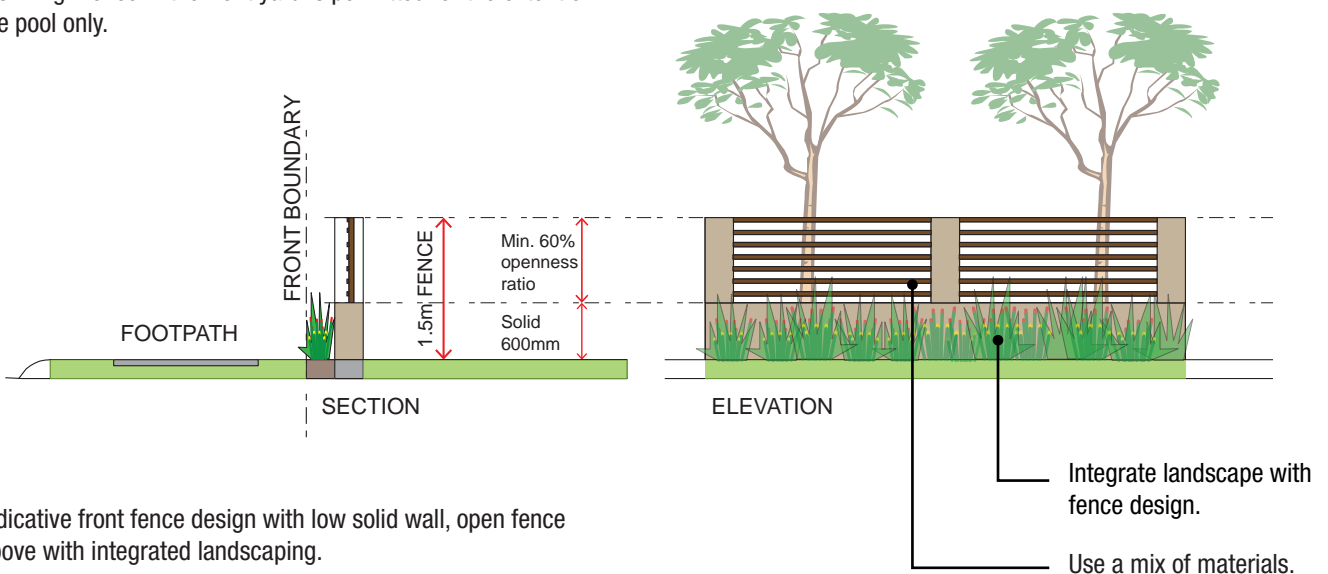 e pool only.
FRONT BOUNDARY
FOOTPATH
1.5m FENCE
Min. 60%
openness
ratio
Solid
600mm
SECTION
ELEVATION
Integrate landscape with
fence design.
Use a mix of materials.
dicative front fence design with low solid wall, open fence
ove with integrated landscaping.